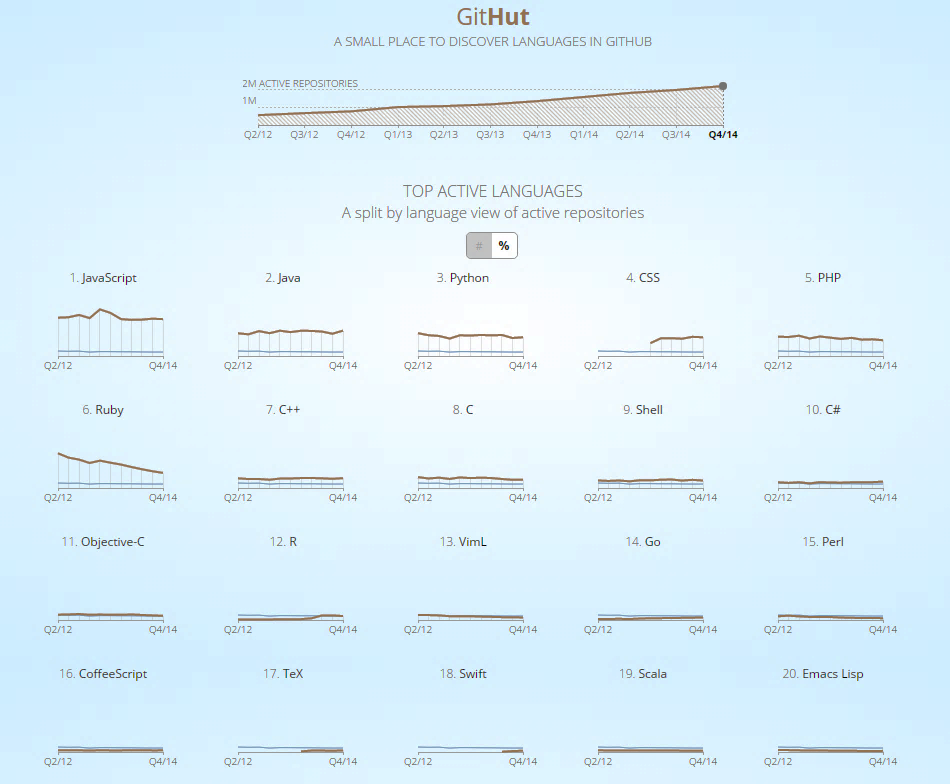 GitHut
A SMALL PLACE TO DISCOVER LANGUAGES IN GITHUB
2M ACTIVE REPOSITORIES
1M
Q2/12 Q3/12 Q4/12 Q1/13 Q2/13 Q3/13 Q4/13 Q1/14 Q2/14 Q3/14 Q4/14
TOP ACTIVE LANGUAGES
A split by language view of active repositories
# %
1. JavaScript 2. Java 3. Python 4. CSS 5. PHP
Q2/12 Q4/14 Q2/12 Q4/14 Q2/12 Q4/14 Q2/12 Q4/14 Q2/12 Q4/14
6. Ruby 7. C++ 8. C 9. Shell 10. C#
Q2/12 Q4/14 Q2/12 Q4/14 Q2/12 Q4/14 Q2/12 Q4/14 Q2/12 Q4/14
11. Objective-C 12. R 13. VimL 14. Go 15. Perl
Q2/12 Q4/14 Q2/12 Q4/14 Q2/12 Q4/14 Q2/12 Q4/14 Q2/12 Q4/14
16. CoffeeScript 17. TeX 18. Swift 19. Scala 20. Emacs Lisp
Q2/12 Q4/14 Q2/12 Q4/14 Q2/12 Q4/14 Q2/12 Q4/14 Q2/12 Q4/14